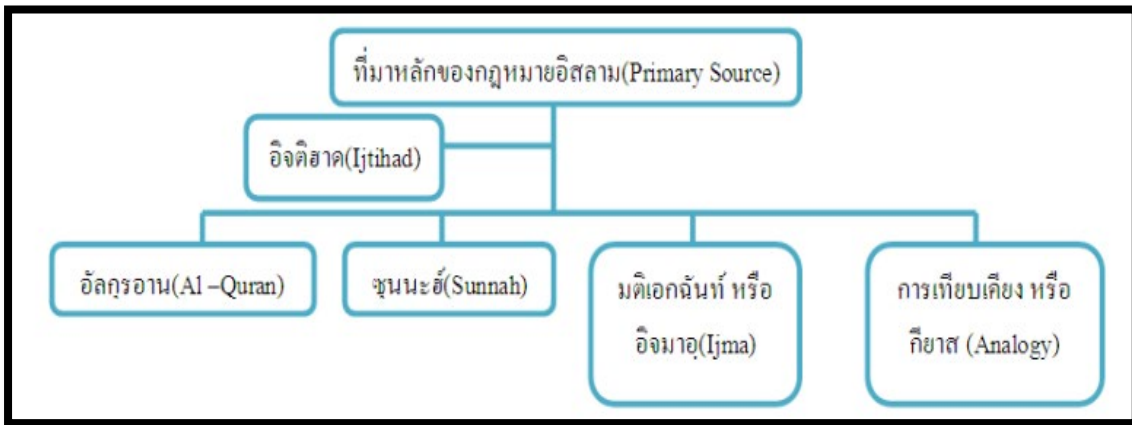 ที่มาหลักของกฎหมายอิสลาม(Primary Source)
อิจติฮาด(Ijtihad)
อัลกุรอาน(Al –Quran)
ซุนนะฮ์(Sunnah)
มติเอกฉันท์ หรือ
อิจมาอฺ(Ijma)
การเทียบเคียง หรือ
กียาส (Analogy)